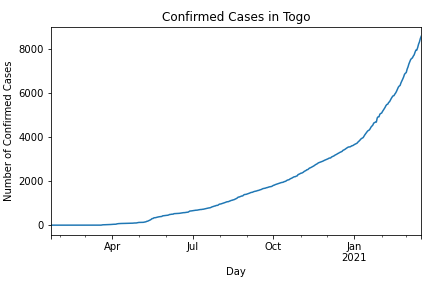 Confirmed Cases in Togo
Number of Confirmed Cases
8000
6000
4000
2000
0
Apr
Jul
Oct
Jan
2021
Day